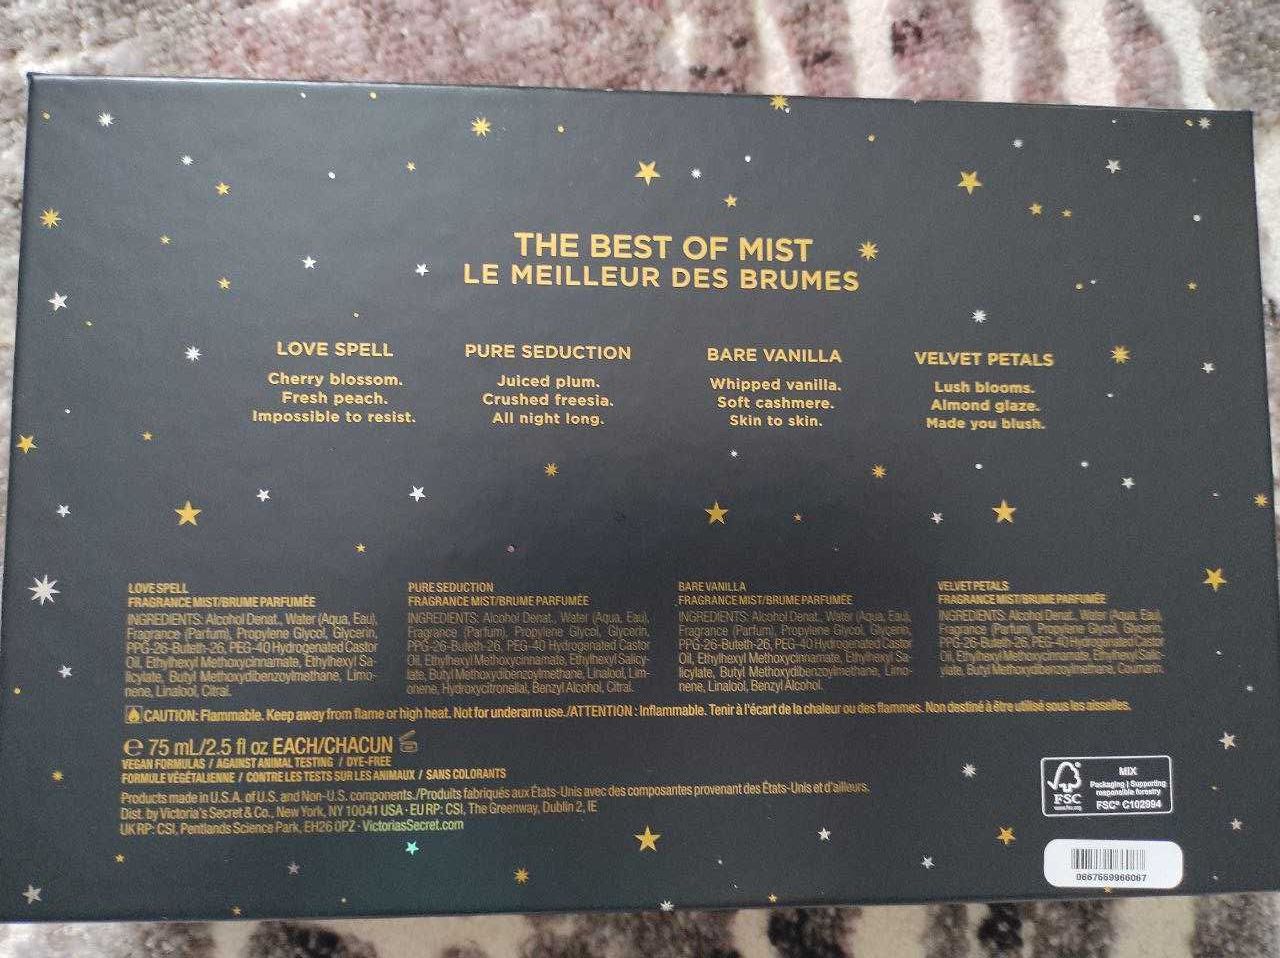 THE BEST OF MIST
LE MEILLEUR DES BRUMES
LOVE SPELL
Cherry blossom.
Fresh peach.
Impossible to resist.
PURE SEDUCTION
Juiced plum.
Crushed freesia.
All night long.
BARE VANILLA
Whipped vanilla.
Soft cashmere.
Skin to skin.
VELVET PETALS
Lush blooms.
Almond glaze.
Made you blush.
LOVE SPELL
FRAGRANCE MIST/BRUME PARFUMÉE
INGREDIENTS: Alcohol Denat., Water (Aqua, Eau),
Fragrance (Parfum), Propylene Glycol, Glycerin,
PPG-26-Buteth-26, PEG-40 Hydrogenated Castor
Oil, Ethylhexyl Methoxycinnamate, Ethylhexyl Sa-
licylate, Butyl Methoxydibenzoylmethane, Limo-
nene, Linalool, Citral.
PURE SEDUCTION
FRAGRANCE MIST/BRUME PARFUMÉE
INGREDIENTS: Alcohol Denat., Water (Aqua, Eau),
Fragrance (Parfum), Propylene Glycol, Glycerin,
PPG-26-Buteth-26, PEG-40 Hydrogenated Castor
Oil, Ethylhexyl Methoxycinnamate, Ethylhexyl Salicy-
late, Butyl Methoxydibenzoylmethane, Linalool, Lim-
onene, Hydroxycitronellal, Benzyl Alcohol, Citral.
BARE VANILLA
FRAGRANCE MIST/BRUME PARFUMÉE
INGREDIENTS: Alcohol Denat., Water (Aqua, Eau),
Fragrance (Parfum), Propylene Glycol, Glycerin,
PPG-26-Buteth-26, PEG-40 Hydrogenated Castor
Oil, Ethylhexyl Methoxycinnamate, Ethylhexyl Sa-
licylate, Butyl Methoxydibenzoylmethane, Limo-
nene, Linalool, Benzyl Alcohol.
VELVET PETALS
FRAGRANCE MIST/BRUME PARFUMÉE
INGREDIENTS: Alcohol Denat., Water (Aqua, Eau),
Fragrance (Parfum), Propylene Glycol, Glycerin,
PPG-26-Buteth-26, PEG-40 Hydrogenated Castor
Oil, Ethylhexyl Methoxycinnamate, Ethylhexyl Salic-
ylate, Butyl Methoxydibenzoylmethane, Coumarin.
CAUTION: Flammable. Keep away from flame or high heat. Not for underarm use./ATTENTION : Inflammable. Tenir à l'écart de la chaleur ou des flammes. Non destiné à être utilisé sous les aisselles.
℮ 75 mL/2.5 fl oz EACH/CHACUN
VEGAN FORMULAS / AGAINST ANIMAL TESTING / DYE-FREE
FORMULE VÉGÉTALIENNE / CONTRE LES TESTS SUR LES ANIMAUX / SANS COLORANTS
Products made in U.S.A. of U.S. and Non-U.S. components./Produits fabriqués aux États-Unis avec des composantes provenant des États-Unis et d'ailleurs.
Dist. by Victoria's Secret & Co., New York, NY 10041 USA · EU RP: CSI, The Greenway, Dublin 2, IE
UK RP: CSI, Pentlands Science Park, EH26 0PZ · VictoriasSecret.com
FSC
www.fsc.org
MIX
Packaging | Supporting
responsible forestry
FSC® C102994
0667559966067